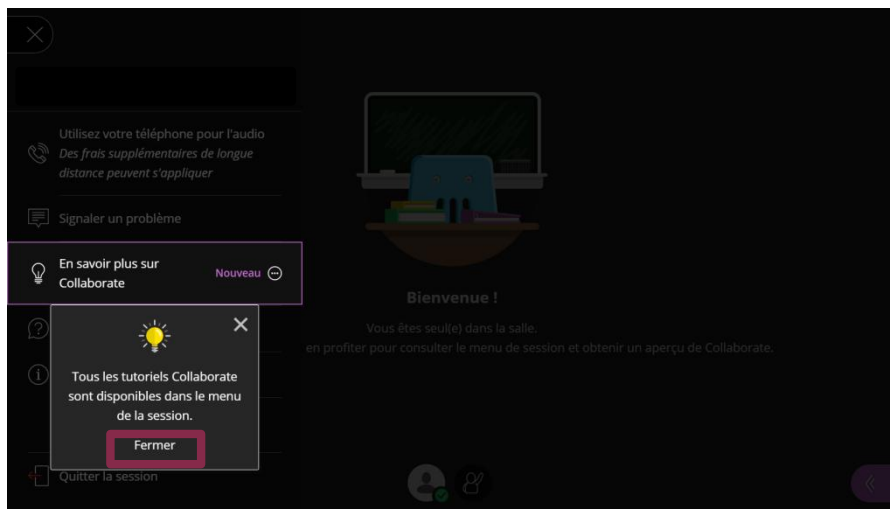 Utilisez votre téléphone pour l'audio
Des frais supplémentaires de longue
distance peuvent s'appliquer
Signaler un problème
En savoir plus sur
Collaborate
Nouveau
Tous les tutoriels Collaborate
sont disponibles dans le menu
de la session.
Fermer
Quitter la session
Bienvenue !
Vous êtes seul(e) dans la salle.
en profiter pour consulter le menu de session et obtenir un aperçu de Collaborate.